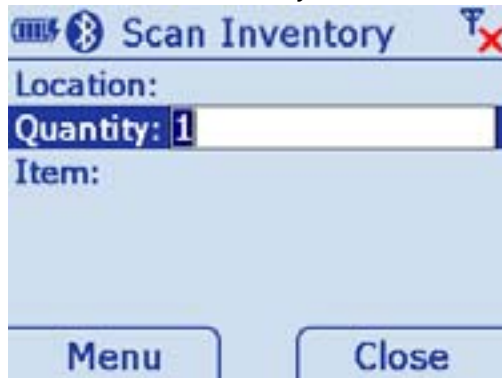 Scan Inventory
Location:
Quantity: 1
Item:
Menu Close